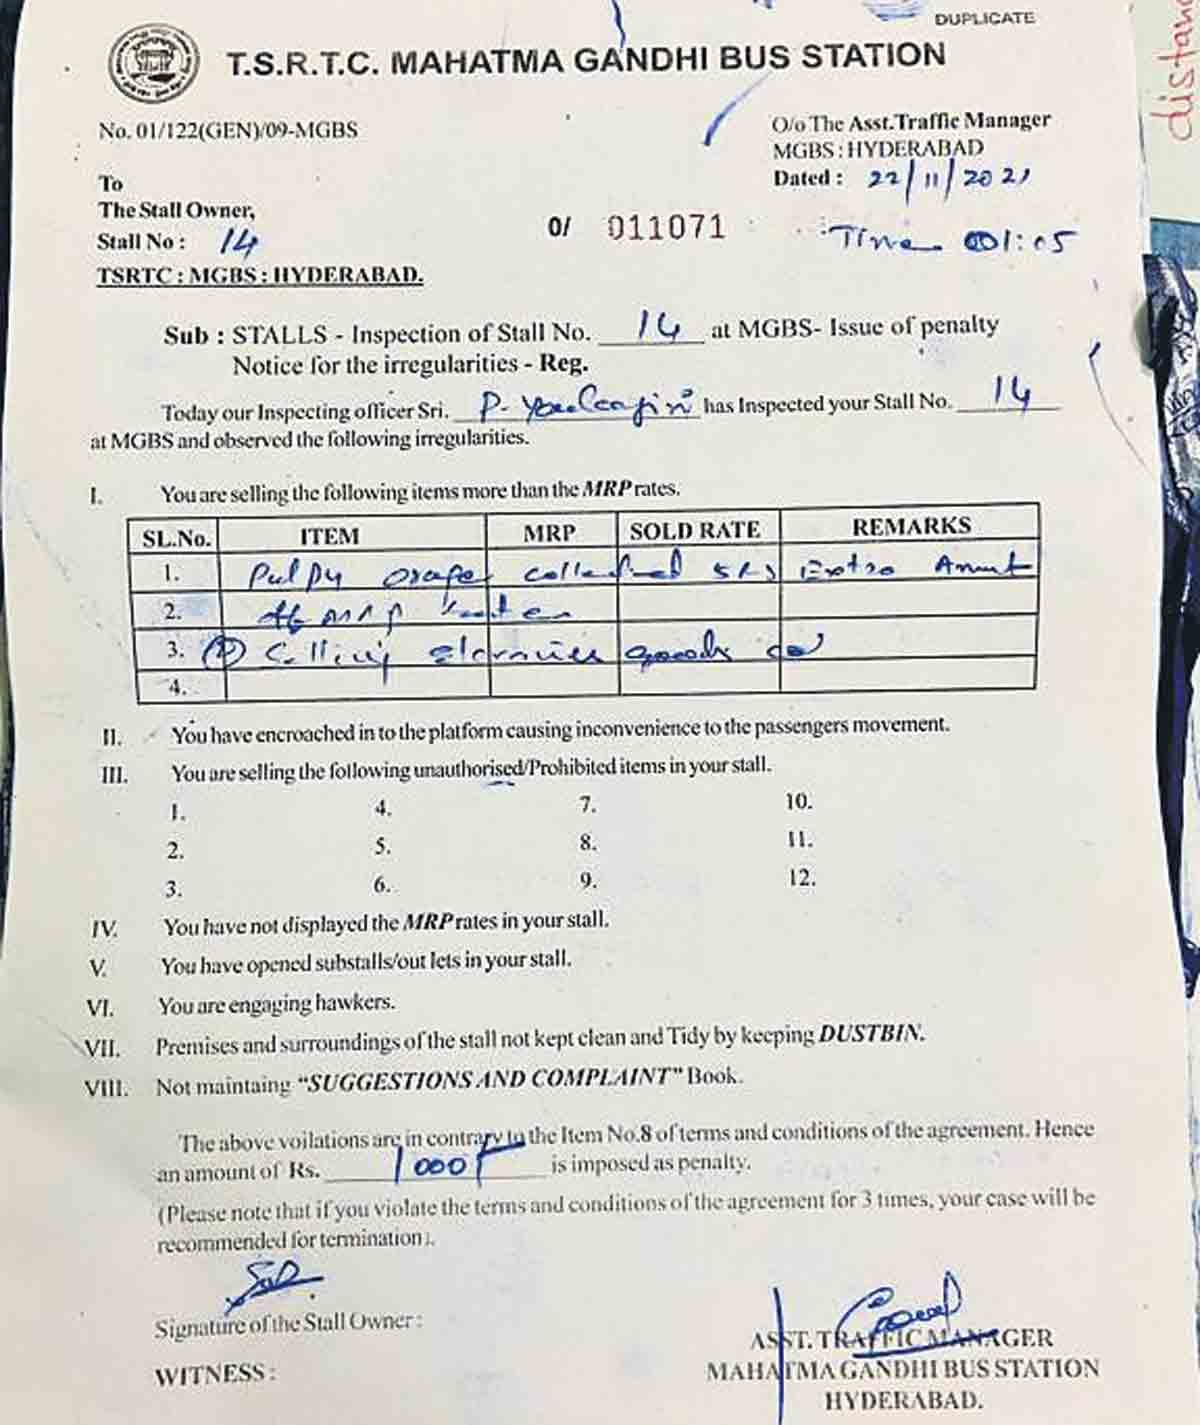 DUPLICATE
T.S.R.T.C. MAHATMA GANDHI BUS STATION
No. 01/122(GEN)/09-MGBS
O/o The Asst.Traffic Manager
MGBS : HYDERABAD
Dated : 22/11/2021
To
The Stall Owner,
Stall No : 14
0/ 011071
Time 01:05
TSRTC : MGBS : HYDERABAD.
Sub : STALLS - Inspection of Stall No. 14 at MGBS- Issue of penalty
Notice for the irregularities - Reg.
Today our Inspecting officer Sri. P. has Inspected your Stall No. 14
at MGBS and observed the following irregularities.
I. You are selling the following items more than the MRP rates.
SL.No. ITEM MRP SOLD RATE REMARKS
1. Pulpy orange collected 5 Rs Extra Amut
2. MRP
3. (2) Selling goods
4.
II. You have encroached in to the platform causing inconvenience to the passengers movement.
III. You are selling the following unauthorised/Prohibited items in your stall.
1. 4. 7. 10.
2. 5. 8. 11.
3. 6. 9. 12.
IV. You have not displayed the MRP rates in your stall.
V. You have opened substalls/out lets in your stall.
VI. You are engaging hawkers.
VII. Premises and surroundings of the stall not kept clean and Tidy by keeping DUSTBIN.
VIII. Not maintaing "SUGGESTIONS AND COMPLAINT" Book.
The above voilations are in contrary to the Item No.8 of terms and conditions of the agreement. Hence
an amount of Rs. 1000/- is imposed as penalty.
(Please note that if you violate the terms and conditions of the agreement for 3 times, your case will be
recommended for termination).
Signature of the Stall Owner :
WITNESS :
ASST. TRAFFIC MANAGER
MAHATMA GANDHI BUS STATION
HYDERABAD.
distanc